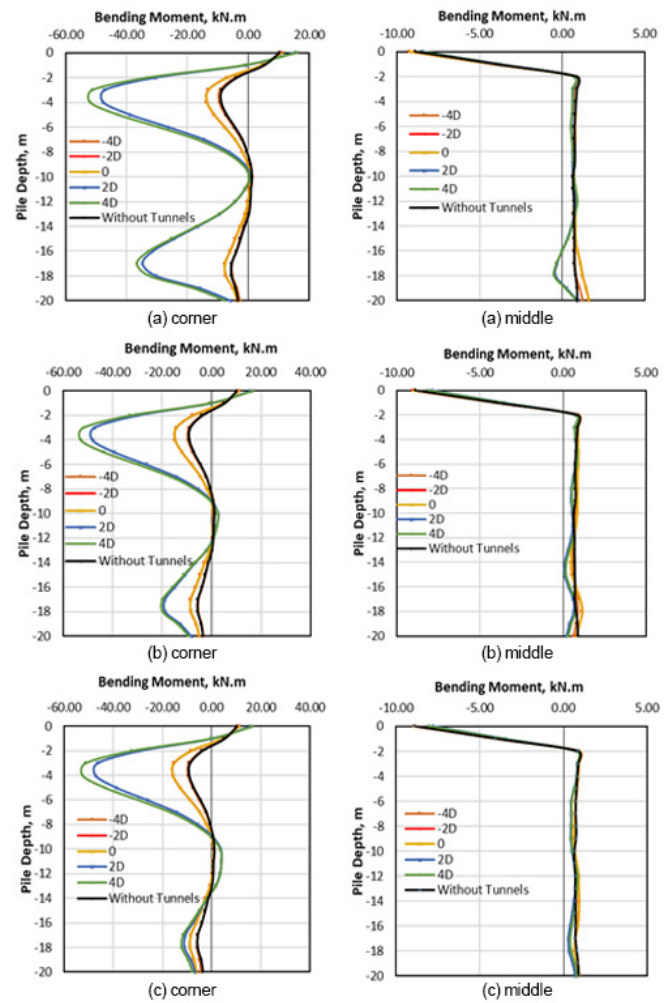 Bending Moment, kN.m
-60.00 -40.00 -20.00 0.00 20.00
Pile Depth, m
0
-2
-4
-6
-8
-10
-12
-14
-16
-18
-20
-4D
-2D
0
2D
4D
Without Tunnels
(a) corner
Bending Moment, kN.m
-10.00 -5.00 0.00 5.00
Pile Depth, m
0
-2
-4
-6
-8
-10
-12
-14
-16
-18
-20
-4D
-2D
0
2D
4D
Without Tunnels
(a) middle
Bending Moment, kN.m
-60.00 -40.00 -20.00 0.00 20.00 40.00
Pile Depth, m
0
-2
-4
-6
-8
-10
-12
-14
-16
-18
-20
-4D
-2D
0
2D
4D
Without Tunnels
(b) corner
Bending Moment, kN.m
-10.00 -5.00 0.00 5.00
Pile Depth, m
0
-2
-4
-6
-8
-10
-12
-14
-16
-18
-20
-4D
-2D
0
2D
4D
Without Tunnels
(b) middle
Bending Moment, kN.m
-60.00 -40.00 -20.00 0.00 20.00 40.00
Pile Depth, m
0
-2
-4
-6
-8
-10
-12
-14
-16
-18
-20
-4D
-2D
0
2D
4D
Without Tunnels
(c) corner
Bending Moment, kN.m
-10.00 -5.00 0.00 5.00
Pile Depth, m
0
-2
-4
-6
-8
-10
-12
-14
-16
-18
-20
-4D
-2D
0
2D
4D
Without Tunnels
(c) middle